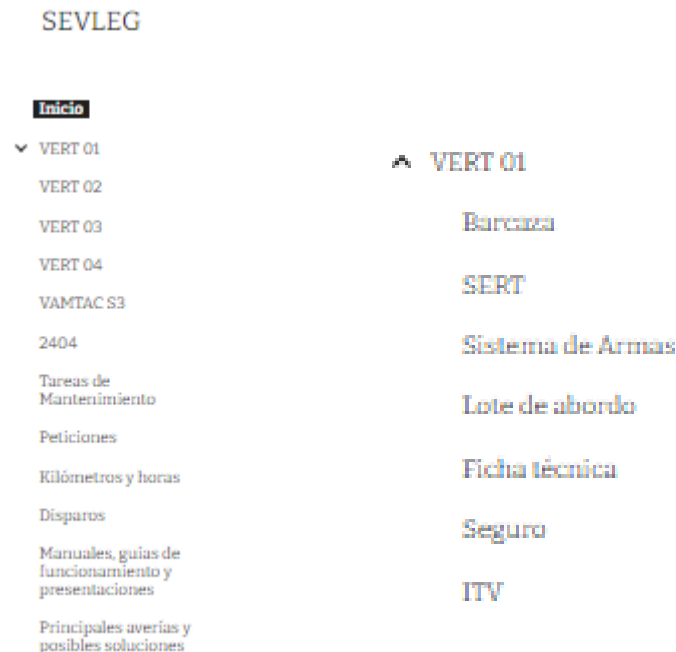 SEVLEG
Inicio
VERT 01
VERT 02
VERT 03
VERT 04
VAMTAC S3
2404
Tareas de
Mantenimiento
Peticiones
Kilómetros y horas
Disparos
Manuales, guías de
funcionamiento y
presentaciones
Principales averías y
posibles soluciones
VERT 01
Barcaza
SERT
Sistema de Armas
Lote de abordo
Ficha técnica
Seguro
ITV